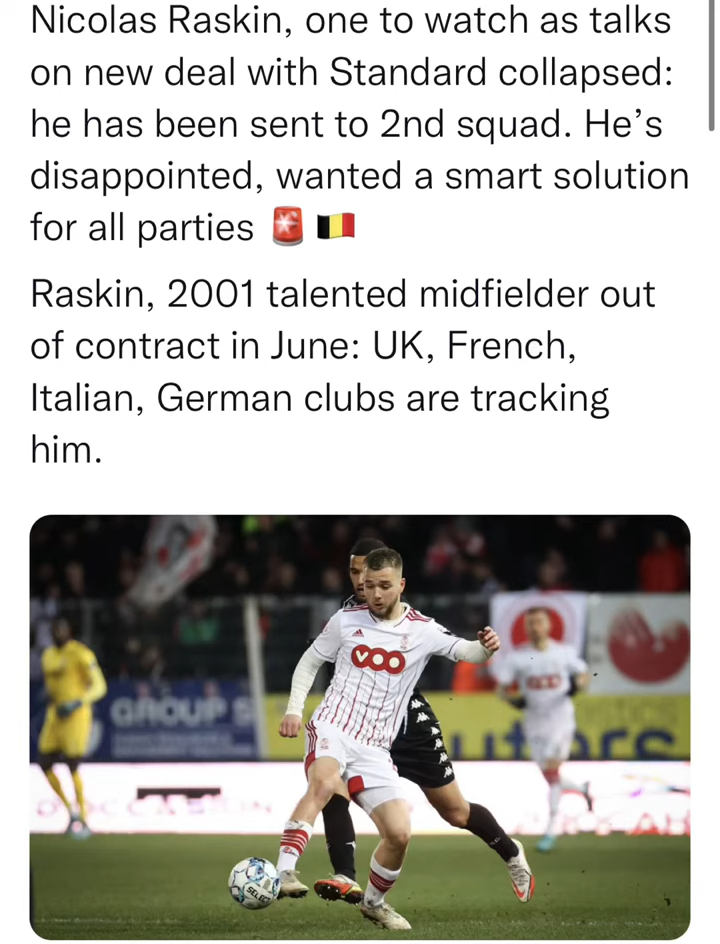 Nicolas Raskin, one to watch as talks
on new deal with Standard collapsed:
he has been sent to 2nd squad. He’s
disappointed, wanted a smart solution
for all parties 🚨 🇧🇪
Raskin, 2001 talented midfielder out
of contract in June: UK, French,
Italian, German clubs are tracking
him.
GROUP S
VOO
SELECT